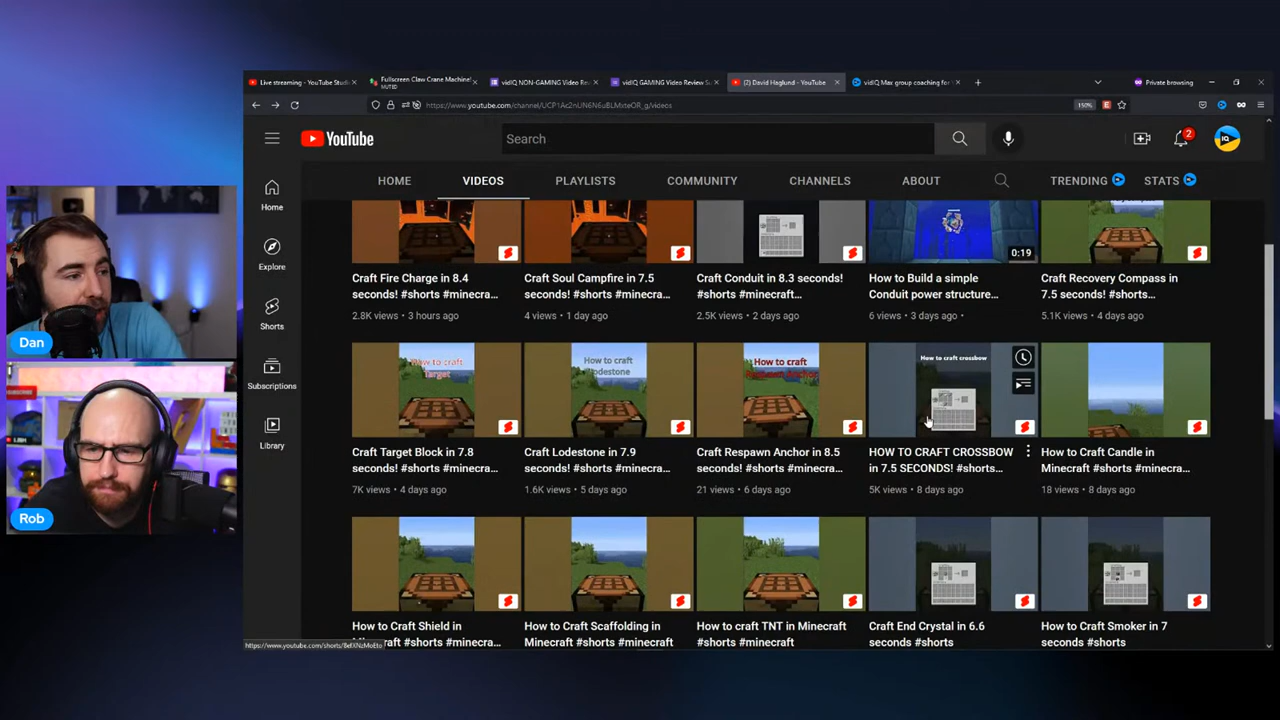 Live streaming - YouTube Studi
Fullscreen Claw Crane Machine!
MUTED
vidIQ NON-GAMING Video Re
vidIQ GAMING Video Review Su
(2) David Haglund - YouTube
vidIQ Max group coaching for
Private browsing
150%
YouTube
Search
2
IQ
HOME
VIDEOS
PLAYLISTS
COMMUNITY
CHANNELS
ABOUT
TRENDING
STATS
Home
Explore
Shorts
Subscriptions
Library
0:19
Craft Fire Charge in 8.4
seconds! #shorts #minecra...
2.8K views • 3 hours ago
Craft Soul Campfire in 7.5
seconds! #shorts #minecra...
4 views • 1 day ago
Craft Conduit in 8.3 seconds!
#shorts #minecraft...
2.5K views • 2 days ago
How to Build a simple
Conduit power structure...
6 views • 3 days ago
Craft Recovery Compass in
7.5 seconds! #shorts...
5.1K views • 4 days ago
How to craft
Target
How to craft
Lodestone
How to craft
Respawn Anchor
How to craft crossbow
Craft Target Block in 7.8
seconds! #shorts #minecra...
7K views • 4 days ago
Craft Lodestone in 7.9
seconds! #shorts #minecra...
1.6K views • 5 days ago
Craft Respawn Anchor in 8.5
seconds! #shorts #minecra...
21 views • 6 days ago
HOW TO CRAFT CROSSBOW
in 7.5 SECONDS! #shorts...
5K views • 8 days ago
How to Craft Candle in
Minecraft #shorts #minecra...
18 views • 8 days ago
How to Craft Shield in
Minecraft #shorts #minecra...
How to Craft Scaffolding in
Minecraft #shorts #minecraft
How to craft TNT in Minecraft
#shorts #minecraft
Craft End Crystal in 6.6
seconds #shorts
How to Craft Smoker in 7
seconds #shorts
Dan
Rob